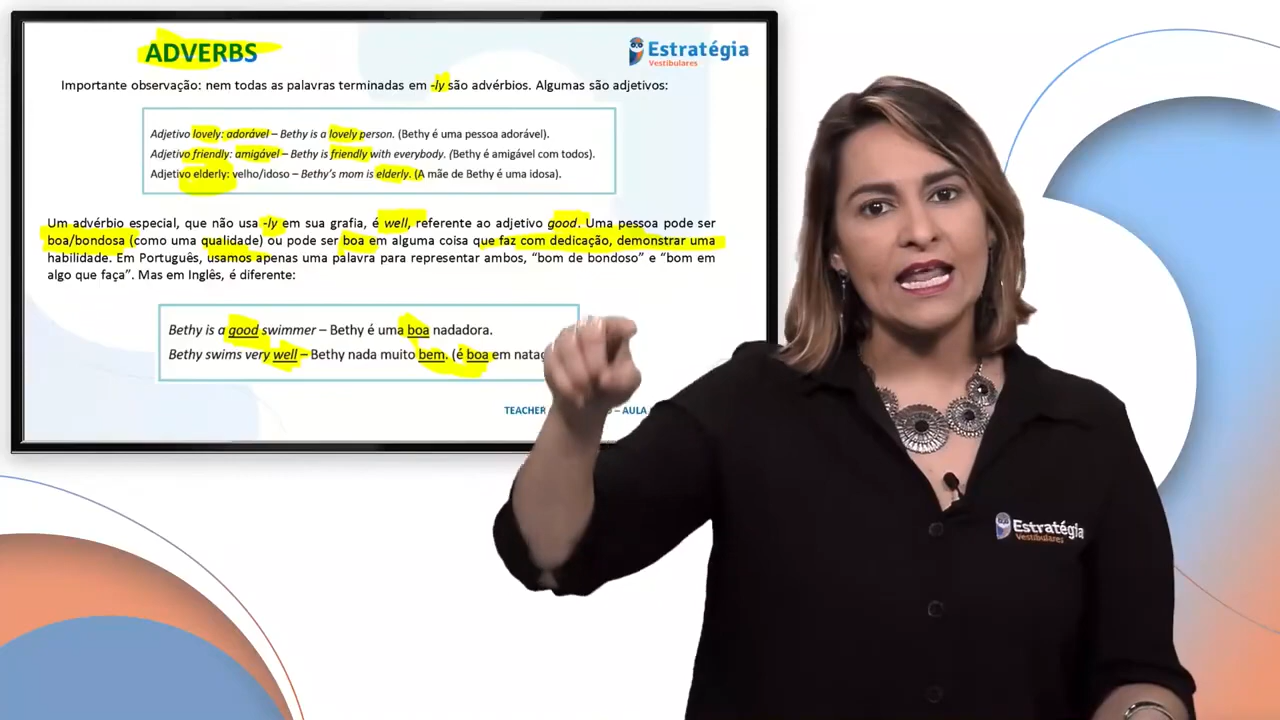 ADVERBS
Estratégia
Vestibulares
Importante observação: nem todas as palavras terminadas em -ly são advérbios. Algumas são adjetivos:
Adjetivo lovely: adorável – Bethy is a lovely person. (Bethy é uma pessoa adorável).
Adjetivo friendly: amigável – Bethy is friendly with everybody. (Bethy é amigável com todos).
Adjetivo elderly: velho/idoso – Bethy's mom is elderly. (A mãe de Bethy é uma idosa).
Um advérbio especial, que não usa -ly em sua grafia, é well, referente ao adjetivo good. Uma pessoa pode ser
boa/bondosa (como uma qualidade) ou pode ser boa em alguma coisa que faz com dedicação, demonstrar uma
habilidade. Em Português, usamos apenas uma palavra para representar ambos, “bom de bondoso” e “bom em
algo que faça”. Mas em Inglês, é diferente:
Bethy is a good swimmer – Bethy é uma boa nadadora.
Bethy swims very well – Bethy nada muito bem. (é boa em
TEACHER – AULA
Estratégia
Vestibulares